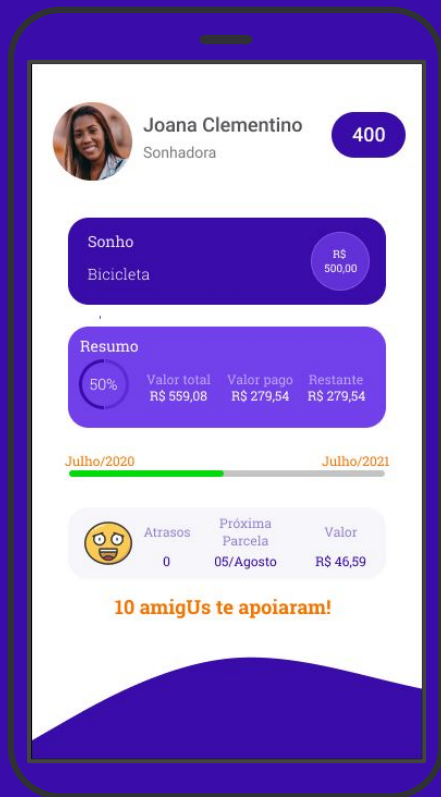 Joana Clementino
Sonhadora
400
Sonho
Bicicleta
R$
500,00
Resumo
50%
Valor total Valor pago Restante
R$ 559,08 R$ 279,54 R$ 279,54
Julho/2020 Julho/2021
Atrasos Próxima Parcela Valor
0 05/Agosto R$ 46,59
10 amigUs te apoiaram!